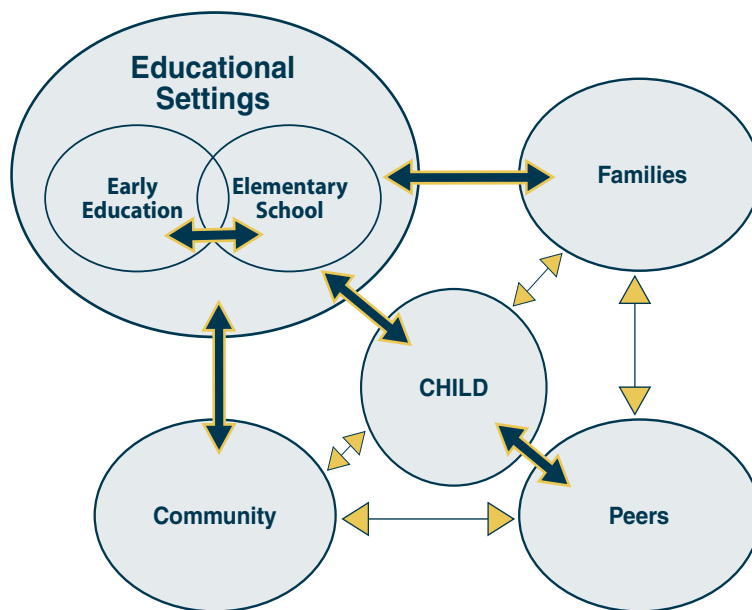 Educational
Settings
Early
Education
Elementary
School
Families
CHILD
Community
Peers